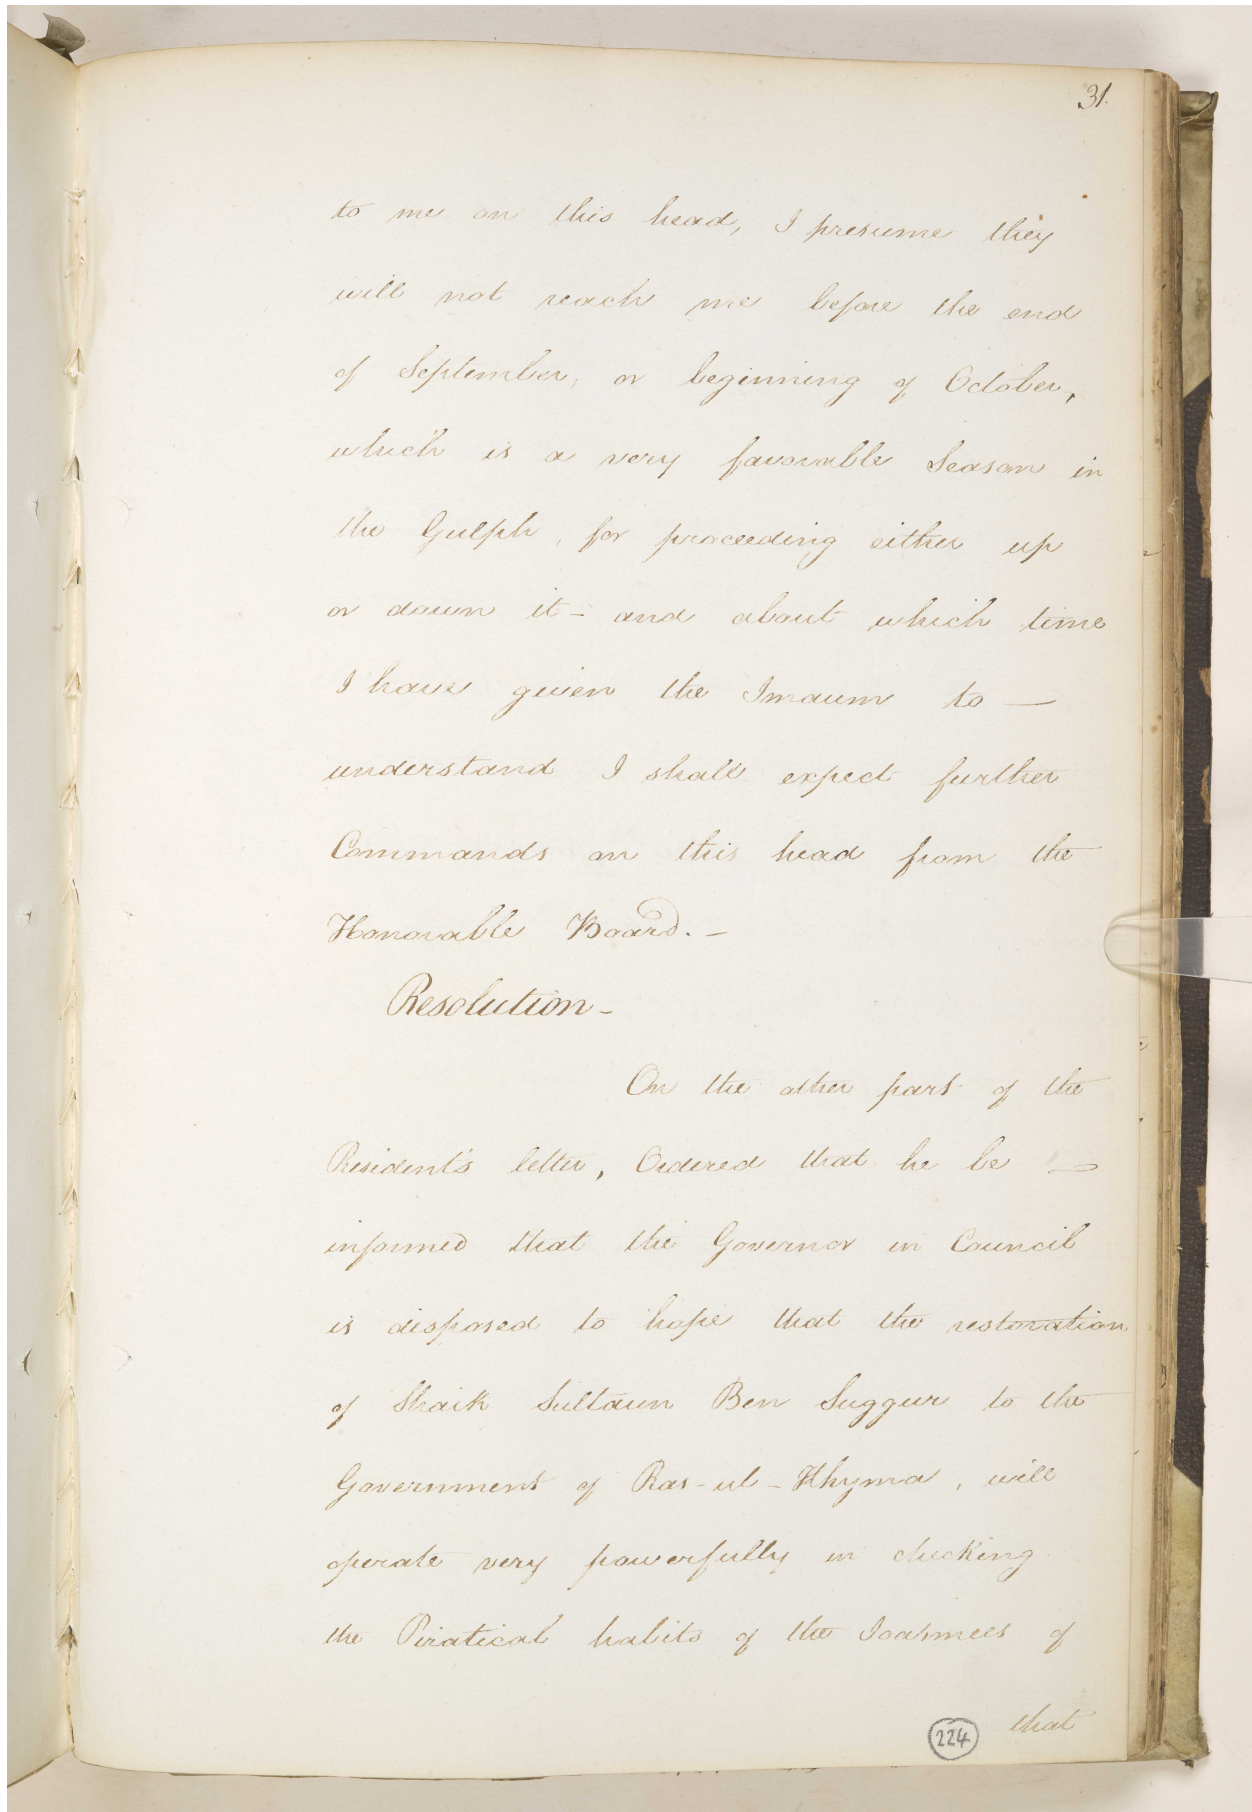 31.
to me on this head, I presume they
will not reach me before the end
of September, or beginning of October,
which is a very favorable Season in
the Gulph, for proceeding either up
or down it - and about which time
I have given the Imaum to —
understand I shall expect further
Commands on this head from the
Honorable Board. -
Resolution -
On the other part of the
Resident's letter, Ordered that he be —
informed that the Governor in Council
is disposed to hope that the restoration
of Shaik Sultaun Ben Suggur to the
Government of Ras-ul-Khyma, will
operate very powerfully in checking
the Piratical habits of the Joasmees of
that
224